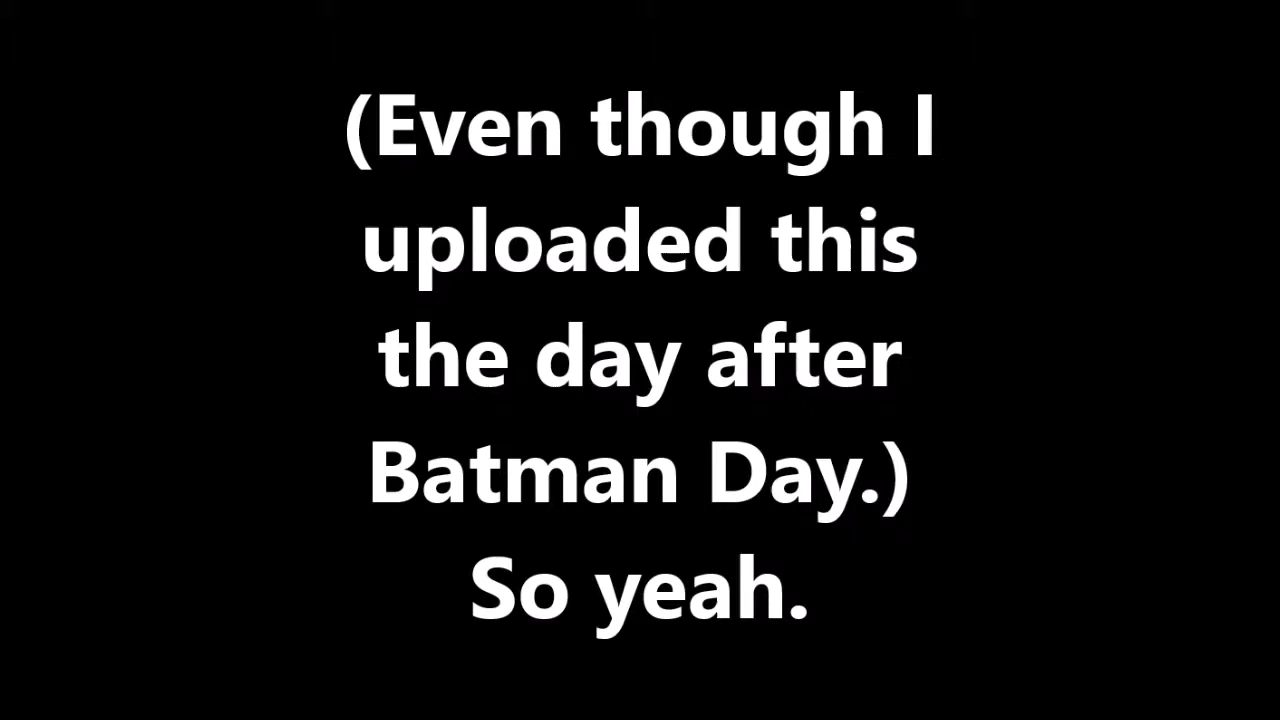 (Even though I
uploaded this
the day after
Batman Day.)
So yeah.